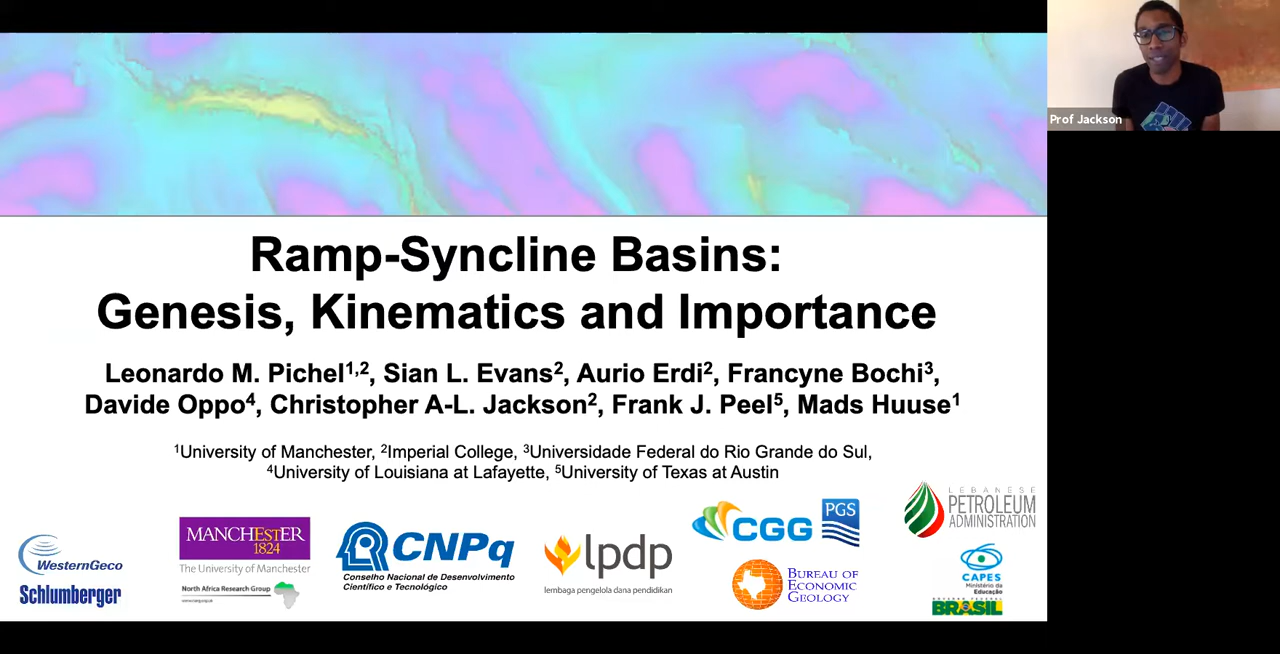 Prof Jackson
Ramp-Syncline Basins:
Genesis, Kinematics and Importance
Leonardo M. Pichel1,2, Sian L. Evans2, Aurio Erdi2, Francyne Bochi3,
Davide Oppo4, Christopher A-L. Jackson2, Frank J. Peel5, Mads Huuse1
1University of Manchester, 2Imperial College, 3Universidade Federal do Rio Grande do Sul,
4University of Louisiana at Lafayette, 5University of Texas at Austin
WesternGeco
Schlumberger
MANCHESTER
1824
The University of Manchester
North Africa Research Group
CNPq
Conselho Nacional de Desenvolvimento
Científico e Tecnológico
lpdp
lembaga pengelola dana pendidikan
CGG
PGS
BUREAU OF
ECONOMIC
GEOLOGY
LEBANESE
PETROLEUM
ADMINISTRATION
CAPES
Ministério da
Educação
GOVERNO FEDERAL
BRASIL